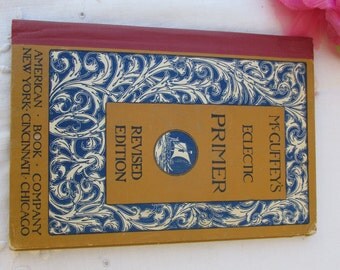 McGUFFEY'S
ECLECTIC
PRIMER
REVISED
EDITION
AMERICAN · BOOK · COMPANY
NEW YORK · CINCINNATI · CHICAGO